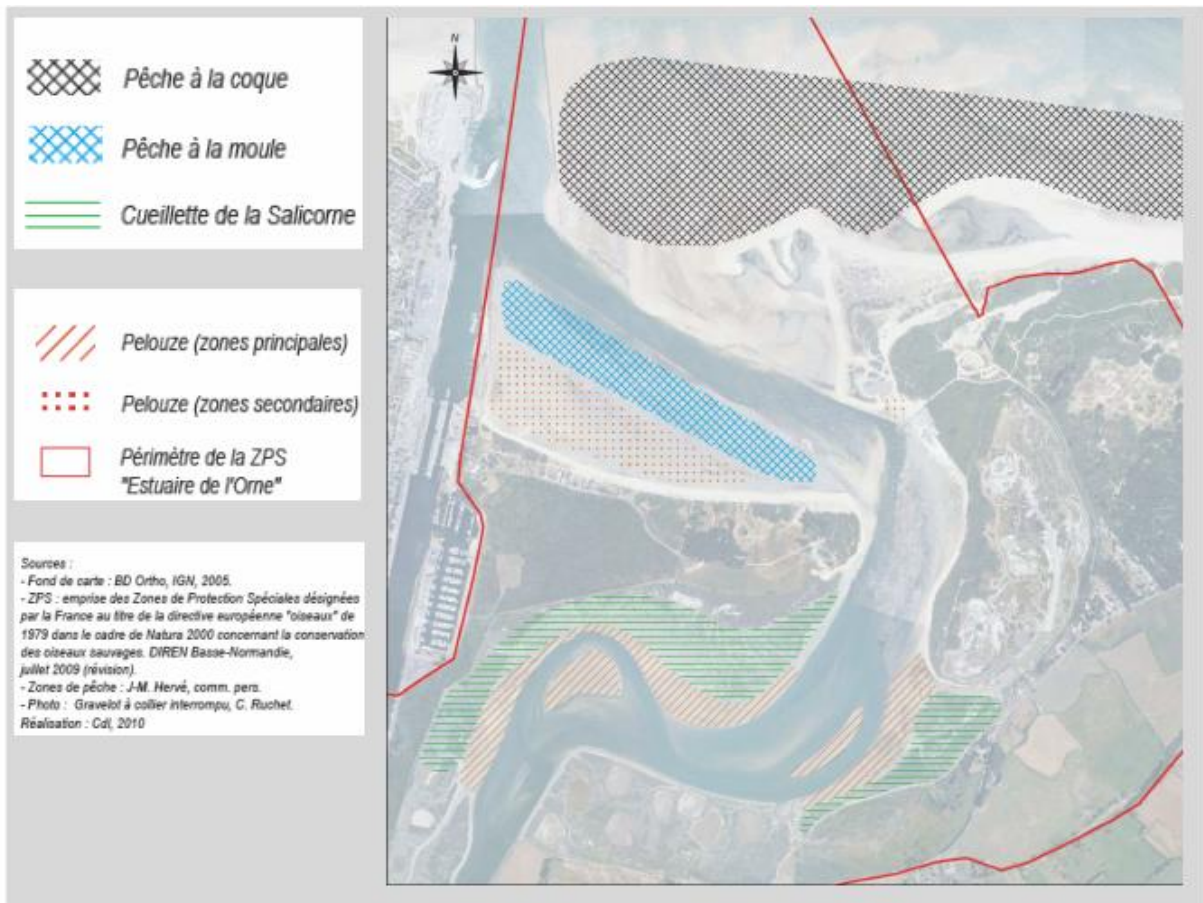 Pêche à la coque
Pêche à la moule
Cueillette de la Salicorne
Pelouze (zones principales)
Pelouze (zones secondaires)
Périmètre de la ZPS
"Estuaire de l'Orne"
Sources :
- Fond de carte : BD Ortho, IGN, 2005.
- ZPS : emprise des Zones de Protection Spéciales désignées
par la France au titre de la directive européenne "oiseaux" de
1979 dans le cadre de Natura 2000 concernant la conservation
des oiseaux sauvages. DIREN Basse-Normandie,
juillet 2009 (révision).
- Zones de pêche : J-M. Hervé, comm. pers.
- Photo : Gravelot à collier interrompu, C. Ruchet.
Réalisation : Cdl, 2010
N